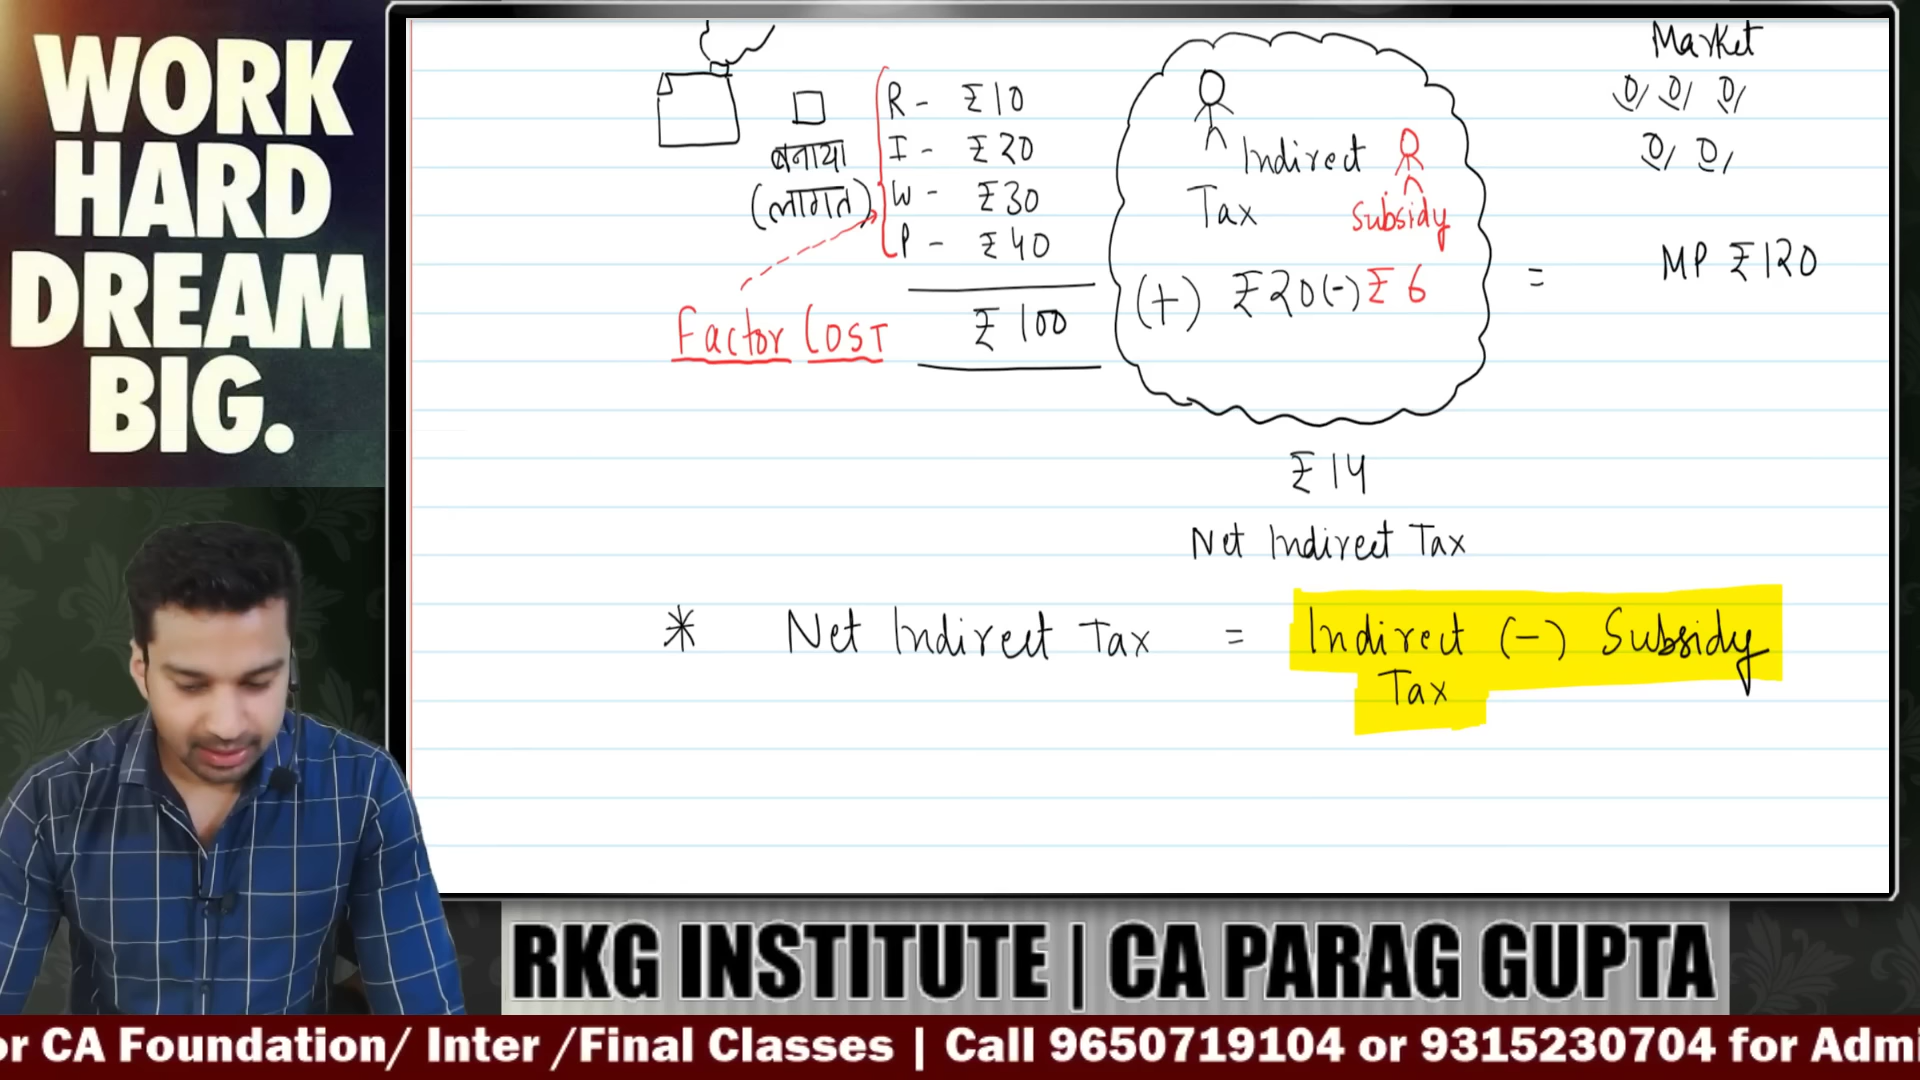 WORK
HARD
DREAM
BIG.
Market
R - ₹10
I - ₹20
W - ₹30
P - ₹40
₹100
बनाया
(लागत)
Factor Cost
Indirect
Tax
Subsidy
(+) ₹20 (-) ₹6
=
MP ₹120
₹14
Net Indirect Tax
* Net Indirect Tax = Indirect (-) Subsidy
Tax
RKG INSTITUTE | CA PARAG GUPTA
or CA Foundation/ Inter /Final Classes | Call 9650719104 or 9315230704 for Admi